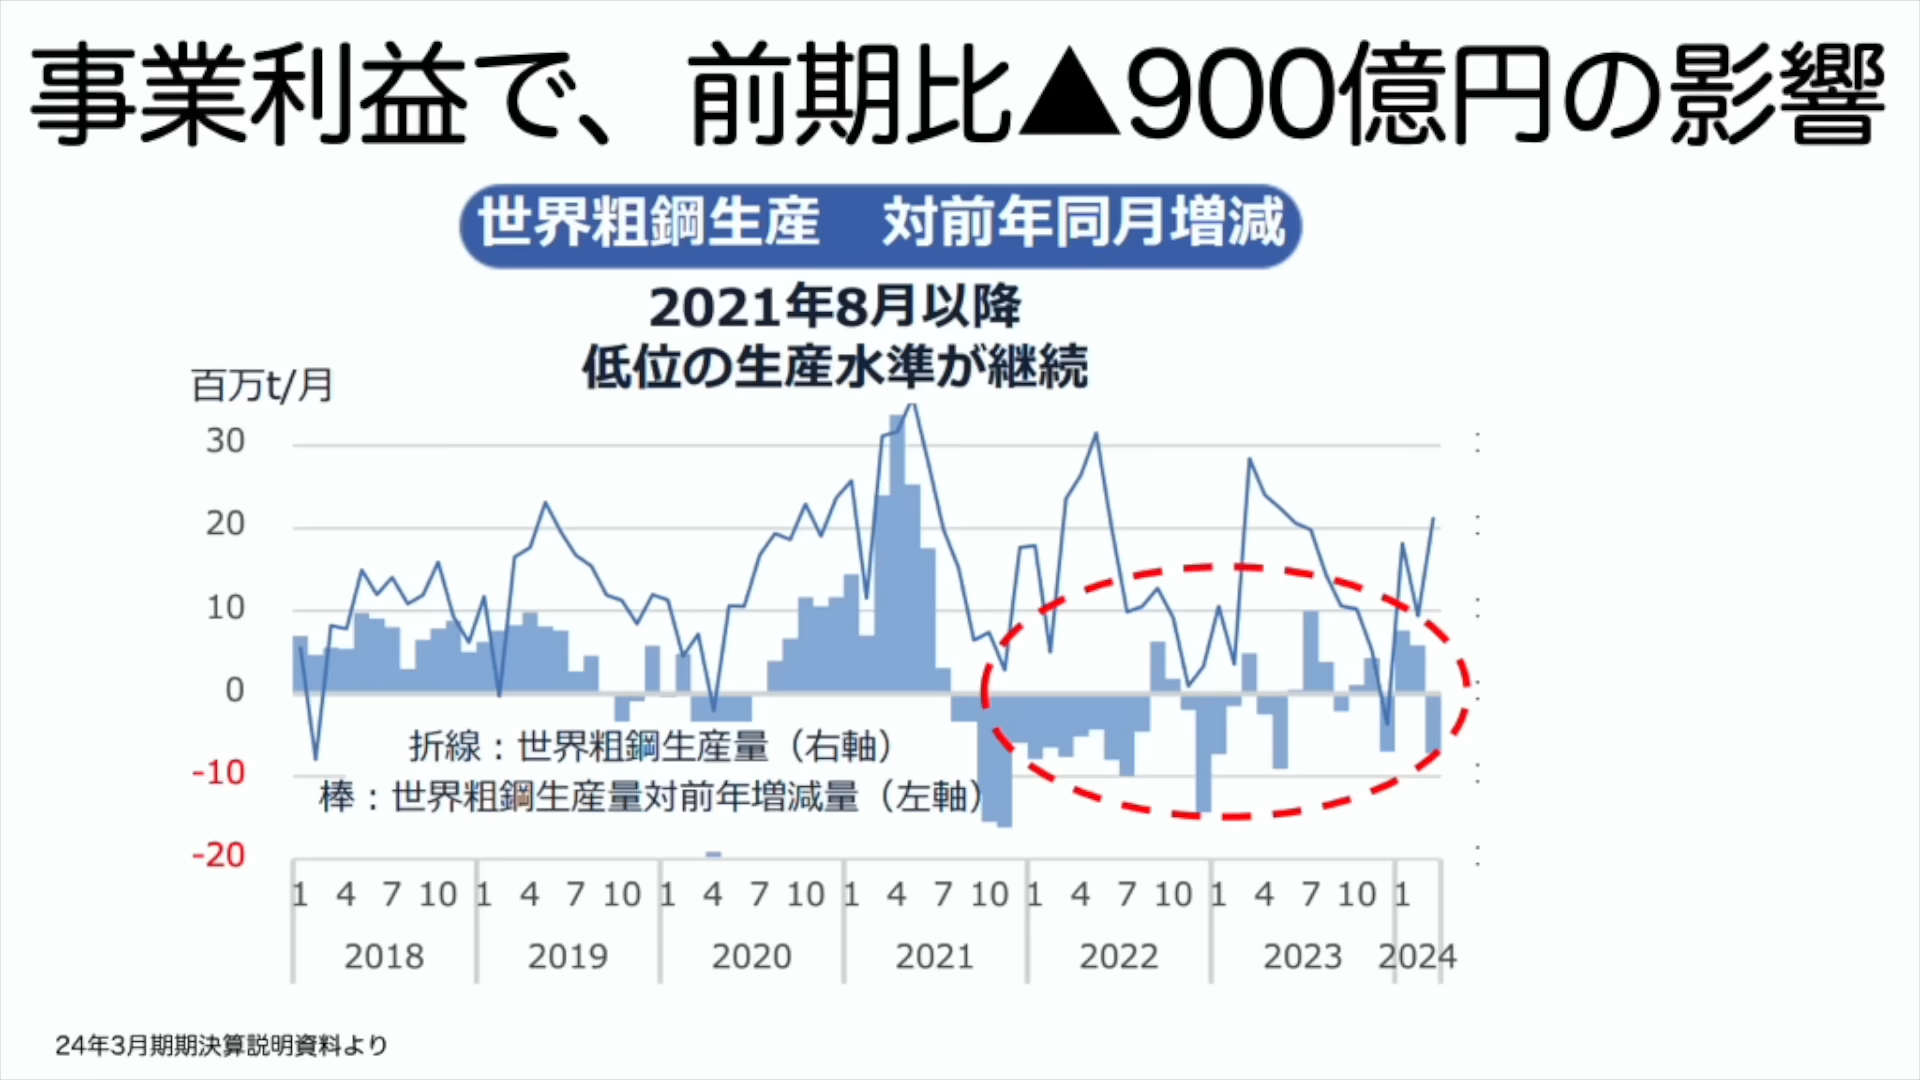 事業利益で、前期比▲900億円の影響
世界粗鋼生産　対前年同月増減
2021年8月以降
低位の生産水準が継続
百万t/月
30
20
10
0
-10
-20
折線：世界粗鋼生産量（右軸）
棒：世界粗鋼生産量対前年増減量（左軸）
1 4 7 10 1 4 7 10 1 4 7 10 1 4 7 10 1 4 7 10 1 4 7 10 1
2018 2019 2020 2021 2022 2023 2024
24年3月期期決算説明資料より